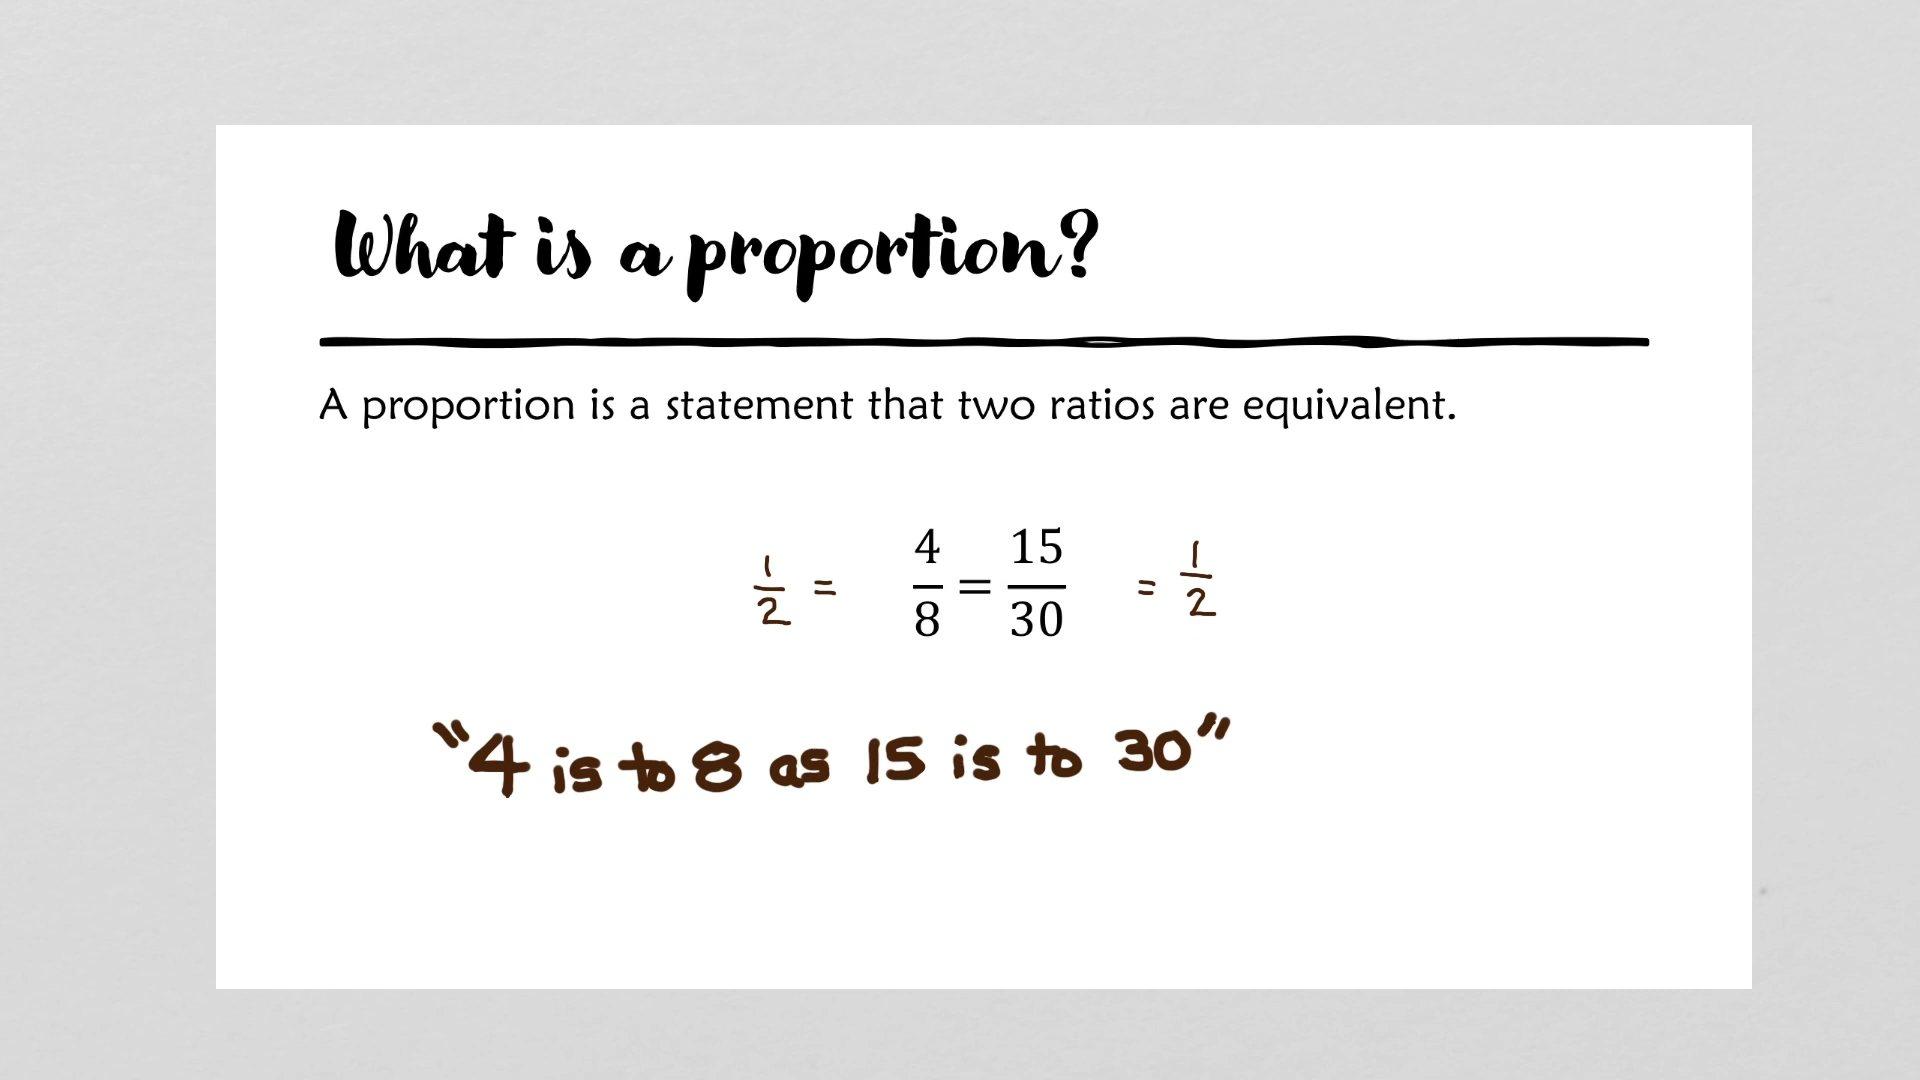 What is a proportion?
A proportion is a statement that two ratios are equivalent.
1/2 = 4/8 = 15/30 = 1/2
"4 is to 8 as 15 is to 30"